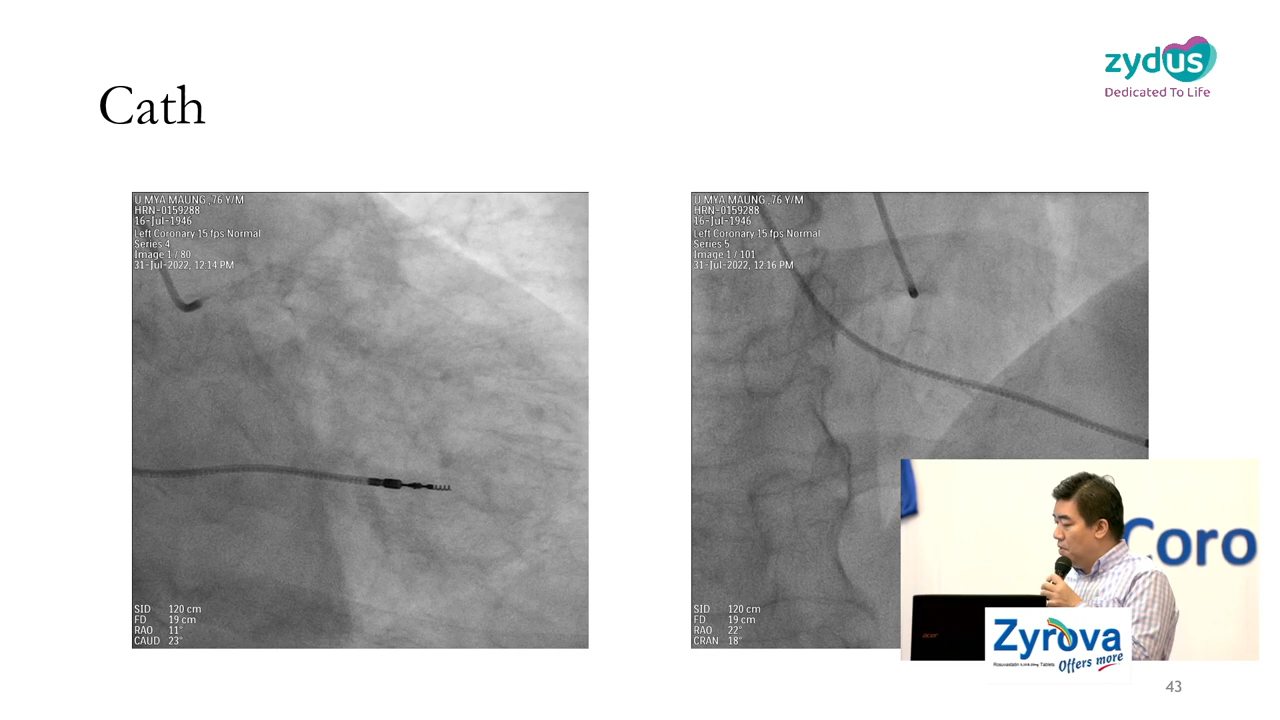 zydus
Dedicated To Life
Cath
U MYA MAUNG ,76 Y/M
HRN-0159288
16-Jul-1946
Left Coronary 15 fps Normal
Series 4
Image 1 / 80
31-Jul-2022, 12:14 PM
SID 120 cm
FD 19 cm
RAO 11°
CAUD 23°
U MYA MAUNG ,76 Y/M
HRN-0159288
16-Jul-1946
Left Coronary 15 fps Normal
Series 5
Image 1 / 101
31-Jul-2022, 12:16 PM
SID 120 cm
FD 19 cm
RAO 22°
CRAN 18°
Coro
acer
Zyrova
Offers more
43